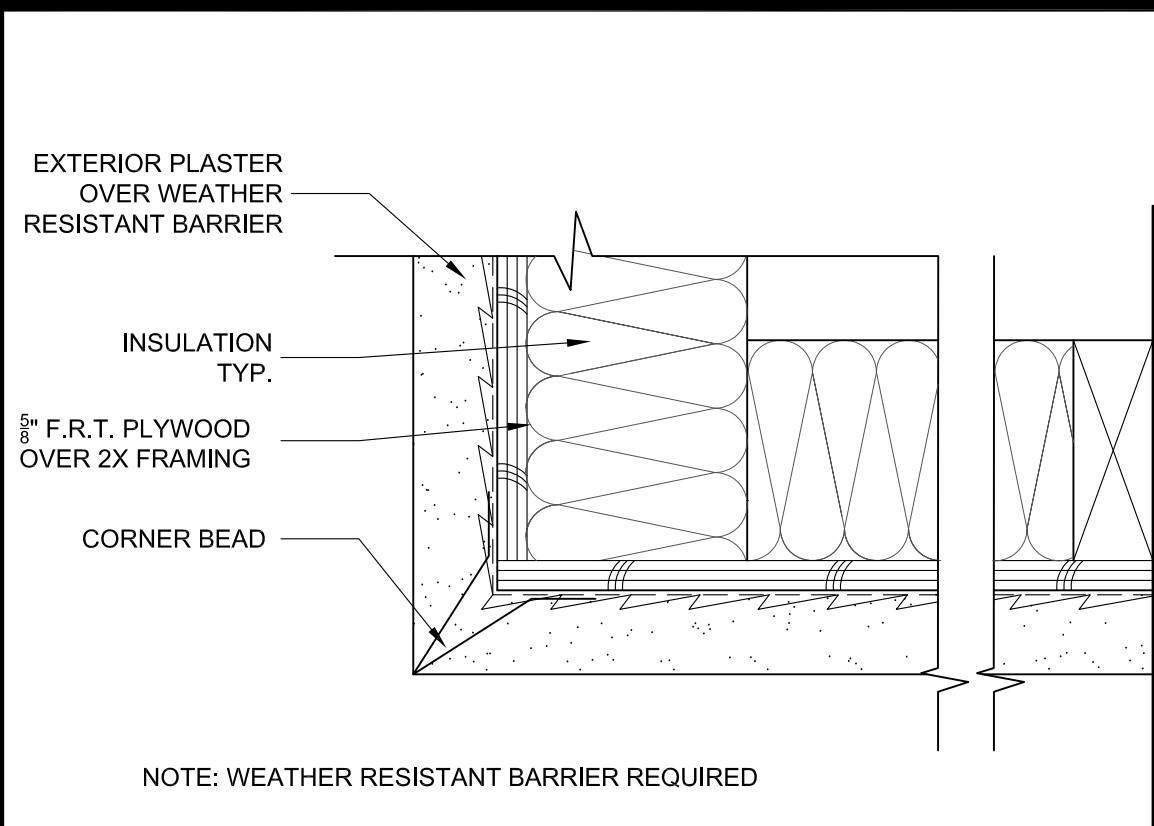 EXTERIOR PLASTER
OVER WEATHER
RESISTANT BARRIER
INSULATION
TYP.
5/8" F.R.T. PLYWOOD
OVER 2X FRAMING
CORNER BEAD
NOTE: WEATHER RESISTANT BARRIER REQUIRED